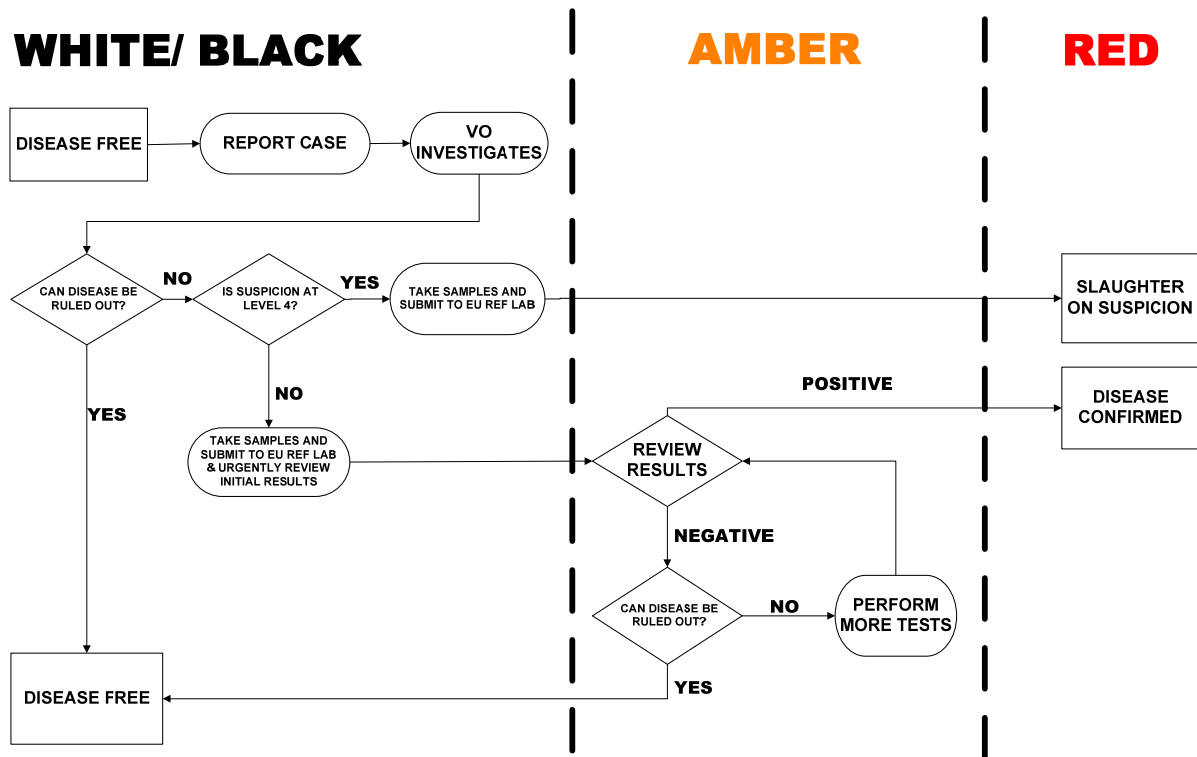 WHITE/ BLACK
AMBER
RED
DISEASE FREE
REPORT CASE
VO
INVESTIGATES
CAN DISEASE BE
RULED OUT?
NO
IS SUSPICION AT
LEVEL 4?
YES
TAKE SAMPLES AND
SUBMIT TO EU REF LAB
SLAUGHTER
ON SUSPICION
NO
YES
TAKE SAMPLES AND
SUBMIT TO EU REF LAB
& URGENTLY REVIEW
INITIAL RESULTS
REVIEW
RESULTS
POSITIVE
DISEASE
CONFIRMED
NEGATIVE
CAN DISEASE BE
RULED OUT?
NO
PERFORM
MORE TESTS
YES
DISEASE FREE